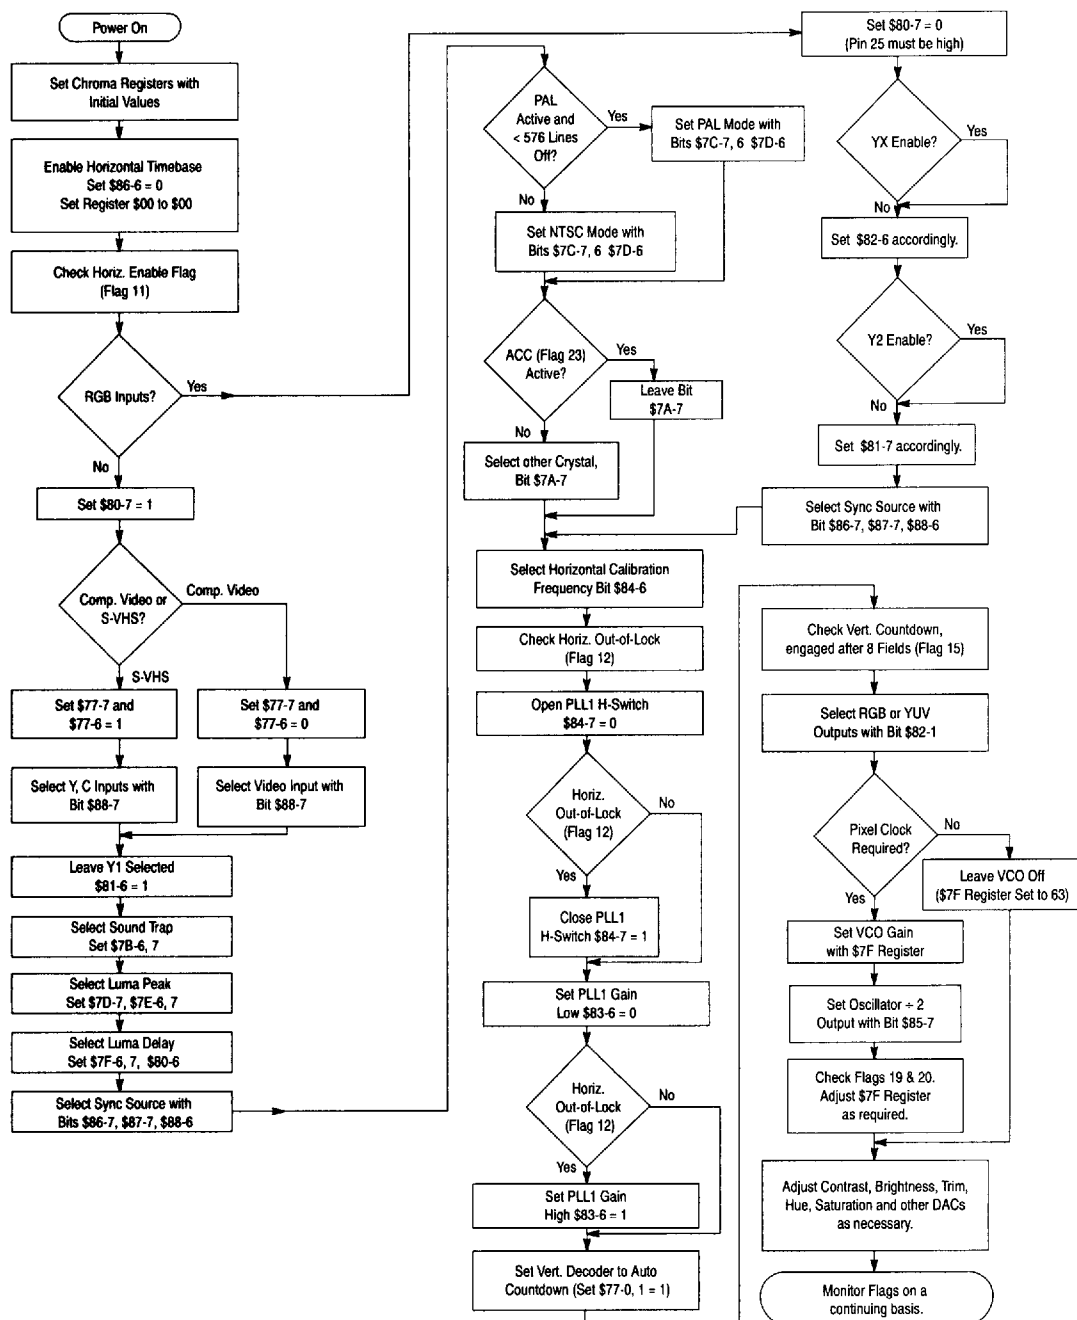 Power On
Set Chroma Registers with
Initial Values
Enable Horizontal Timebase
Set $86-6 = 0
Set Register $00 to $00
Check Horiz. Enable Flag
(Flag 11)
RGB Inputs?
Yes
No
Set $80-7 = 1
Comp. Video or
S-VHS?
Comp. Video
S-VHS
Set $77-7 and
$77-6 = 1
Set $77-7 and
$77-6 = 0
Select Y, C Inputs with
Bit $88-7
Select Video Input with
Bit $88-7
Leave Y1 Selected
$81-6 = 1
Select Sound Trap
Set $7B-6, 7
Select Luma Peak
Set $7D-7, $7E-6, 7
Select Luma Delay
Set $7F-6, 7, $80-6
Select Sync Source with
Bits $86-7, $87-7, $88-6
PAL
Active and
< 576 Lines
Off?
Yes
Set PAL Mode with
Bits $7C-7, 6 $7D-6
No
Set NTSC Mode with
Bits $7C-7, 6 $7D-6
ACC (Flag 23)
Active?
Yes
Leave Bit
$7A-7
No
Select other Crystal,
Bit $7A-7
Select Horizontal Calibration
Frequency Bit $84-6
Check Horiz. Out-of-Lock
(Flag 12)
Open PLL1 H-Switch
$84-7 = 0
Horiz.
Out-of-Lock
(Flag 12)
No
Yes
Close PLL1
H-Switch $84-7 = 1
Set PLL1 Gain
Low $83-6 = 0
Horiz.
Out-of-Lock
(Flag 12)
No
Yes
Set PLL1 Gain
High $83-6 = 1
Set Vert. Decoder to Auto
Countdown (Set $77-0, 1 = 1)
Set $80-7 = 0
(Pin 25 must be high)
YX Enable?
Yes
No
Set $82-6 accordingly.
Y2 Enable?
Yes
No
Set $81-7 accordingly.
Select Sync Source with
Bit $86-7, $87-7, $88-6
Check Vert. Countdown,
engaged after 8 Fields (Flag 15)
Select RGB or YUV
Outputs with Bit $82-1
Pixel Clock
Required?
No
Leave VCO Off
($7F Register Set to 63)
Yes
Set VCO Gain
with $7F Register
Set Oscillator ÷ 2
Output with Bit $85-7
Check Flags 19 & 20.
Adjust $7F Register
as required.
Adjust Contrast, Brightness, Trim,
Hue, Saturation and other DACs
as necessary.
Monitor Flags on a
continuing basis.